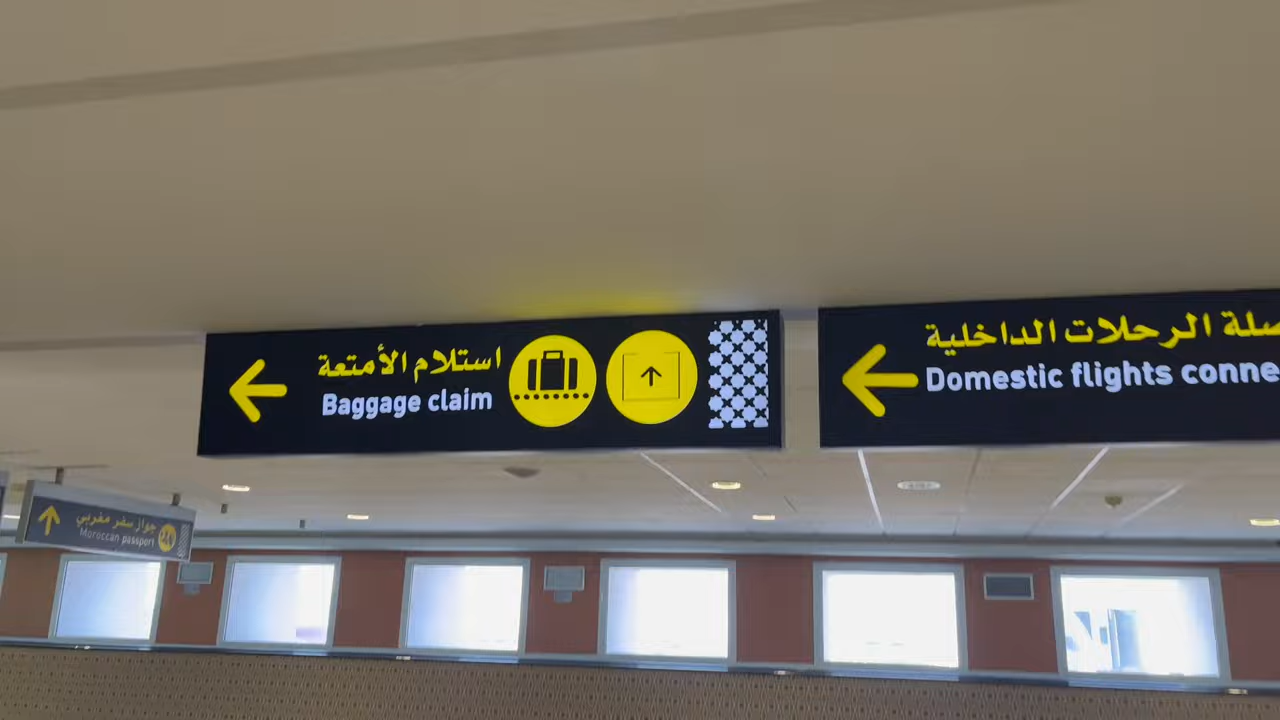 استلام الأمتعة
Baggage claim
الرحلات الداخلية
Domestic flights
جواز سفر مغربي
Moroccan passport